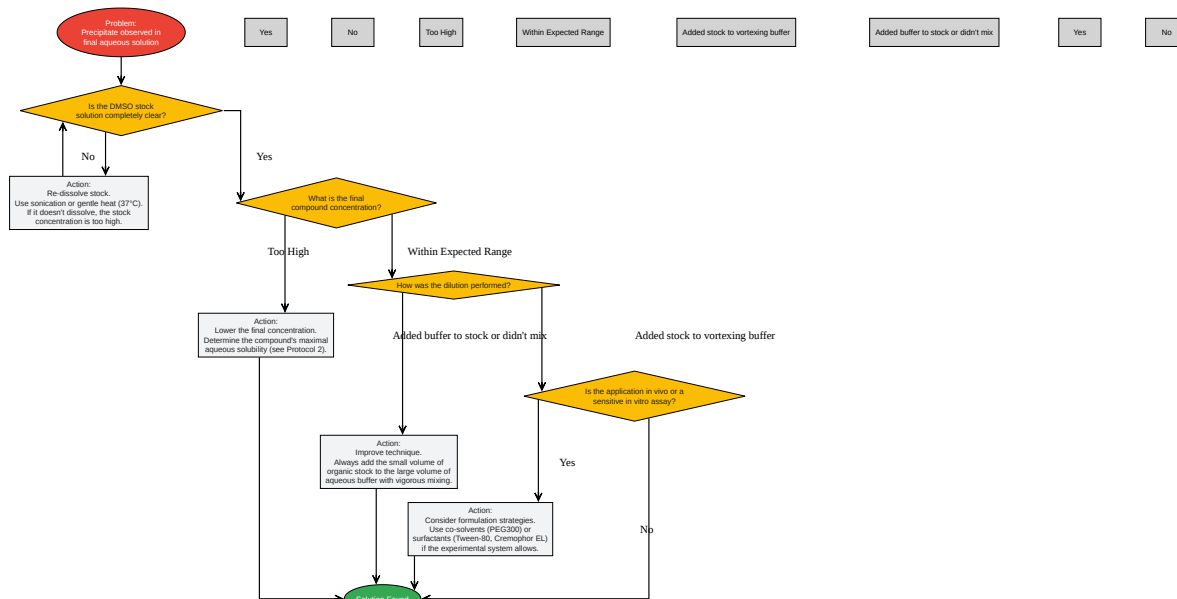 Problem:
Precipitate observed in
final aqueous solution
Yes
No
Too High
Within Expected Range
Added stock to vortexing buffer
Added buffer to stock or didn't mix
Yes
No
Is the DMSO stock
solution completely clear?
No
Yes
Action:
Re-dissolve stock.
Use sonication or gentle heat (37°C).
If it doesn't dissolve, the stock
concentration is too high.
What is the final
compound concentration?
Too High
Within Expected Range
How was the dilution performed?
Action:
Lower the final concentration.
Determine the compound's maximal
aqueous solubility (see Protocol 2).
Added buffer to stock or didn't mix
Added stock to vortexing buffer
Is the application in vivo or a
sensitive in vitro assay?
Action:
Improve technique.
Always add the small volume of
organic stock to the large volume of
aqueous buffer with vigorous mixing.
Yes
Action:
Consider formulation strategies.
Use co-solvents (PEG300) or
surfactants (Tween-80, Cremophor EL)
if the experimental system allows.
No
Solution Found